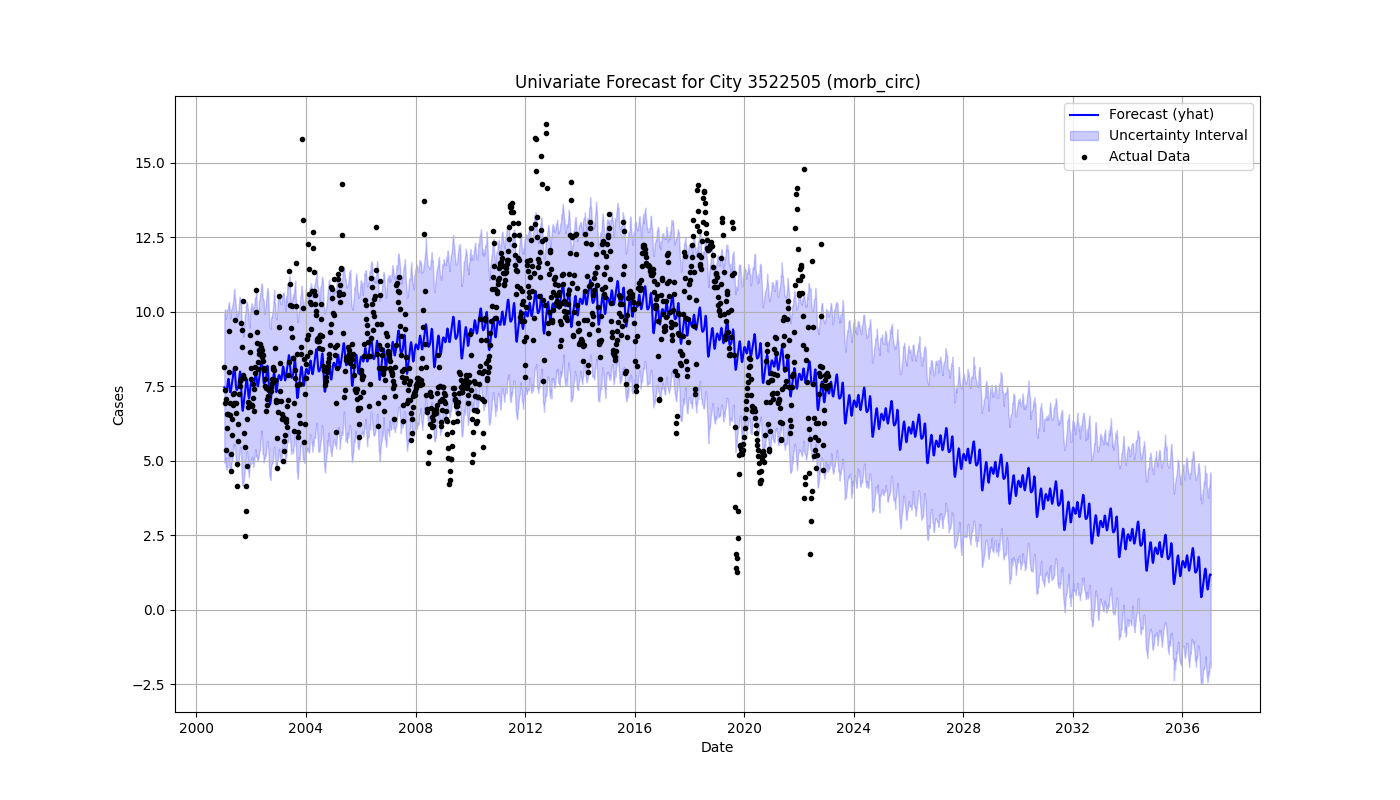 Univariate Forecast for City 3522505 (morb_circ)
Forecast (yhat)
Uncertainty Interval
Actual Data
15.0
12.5
10.0
7.5
5.0
2.5
0.0
−2.5
Cases
2000 2004 2008 2012 2016 2020 2024 2028 2032 2036
Date